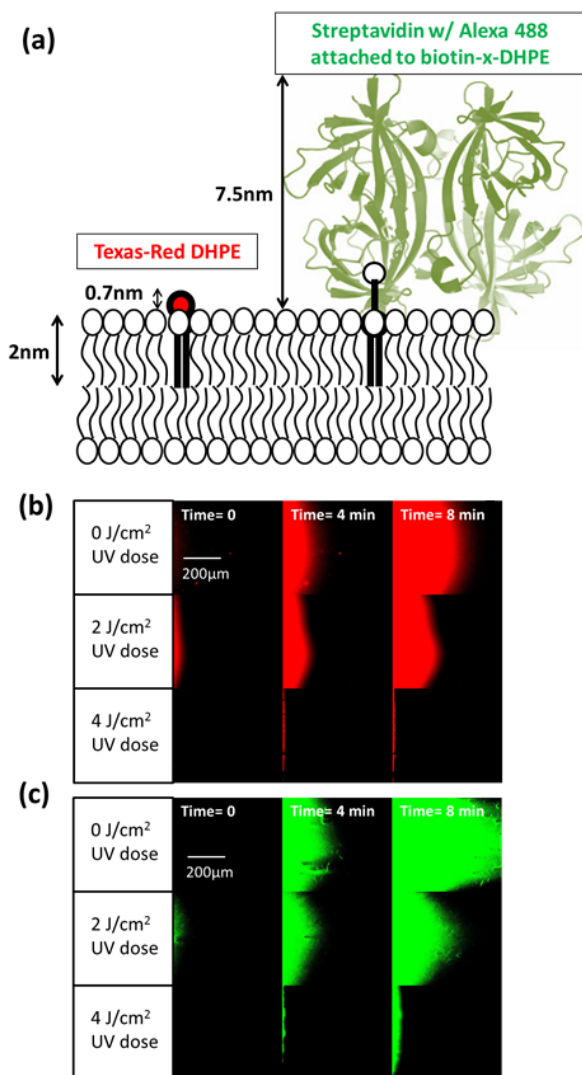 (a)
Streptavidin w/ Alexa 488
attached to biotin-x-DHPE
7.5nm
Texas-Red DHPE
0.7nm
2nm
(b)
0 J/cm²
UV dose
Time= 0
Time= 4 min
Time= 8 min
200μm
2 J/cm²
UV dose
4 J/cm²
UV dose
(c)
0 J/cm²
UV dose
Time= 0
Time= 4 min
Time= 8 min
200μm
2 J/cm²
UV dose
4 J/cm²
UV dose